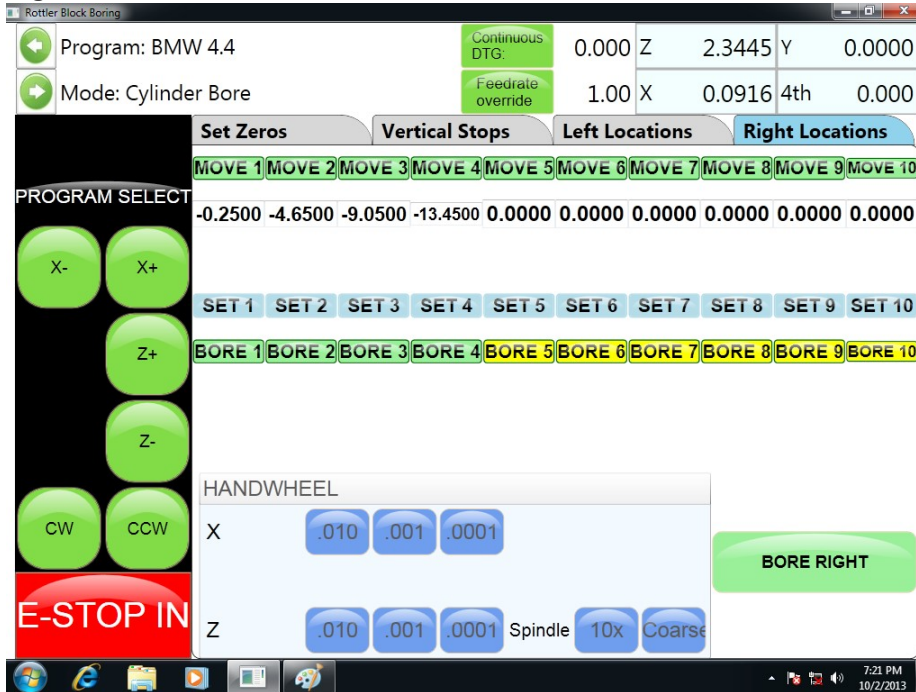 Rottler Block Boring
Program: BMW 4.4
Continuous DTG:
0.000 Z 2.3445 Y 0.0000
Mode: Cylinder Bore
Feedrate override
1.00 X 0.0916 4th 0.000
Set Zeros Vertical Stops Left Locations Right Locations
MOVE 1 MOVE 2 MOVE 3 MOVE 4 MOVE 5 MOVE 6 MOVE 7 MOVE 8 MOVE 9 MOVE 10
PROGRAM SELECT
-0.2500 -4.6500 -9.0500 -13.4500 0.0000 0.0000 0.0000 0.0000 0.0000 0.0000
X- X+
SET 1 SET 2 SET 3 SET 4 SET 5 SET 6 SET 7 SET 8 SET 9 SET 10
Z+
BORE 1 BORE 2 BORE 3 BORE 4 BORE 5 BORE 6 BORE 7 BORE 8 BORE 9 BORE 10
Z-
HANDWHEEL
CW CCW
X .010 .001 .0001
BORE RIGHT
E-STOP IN
Z .010 .001 .0001 Spindle 10x Coarse
7:21 PM
10/2/2013